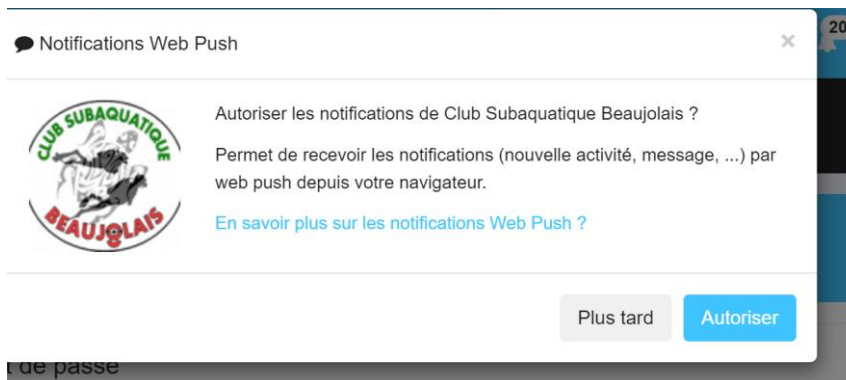 Notifications Web Push
×
20
CLUB SUBAQUATIQUE
BEAUJOLAIS
Autoriser les notifications de Club Subaquatique Beaujolais ?
Permet de recevoir les notifications (nouvelle activité, message, ...) par
web push depuis votre navigateur.
En savoir plus sur les notifications Web Push ?
Plus tard
Autoriser
de passe